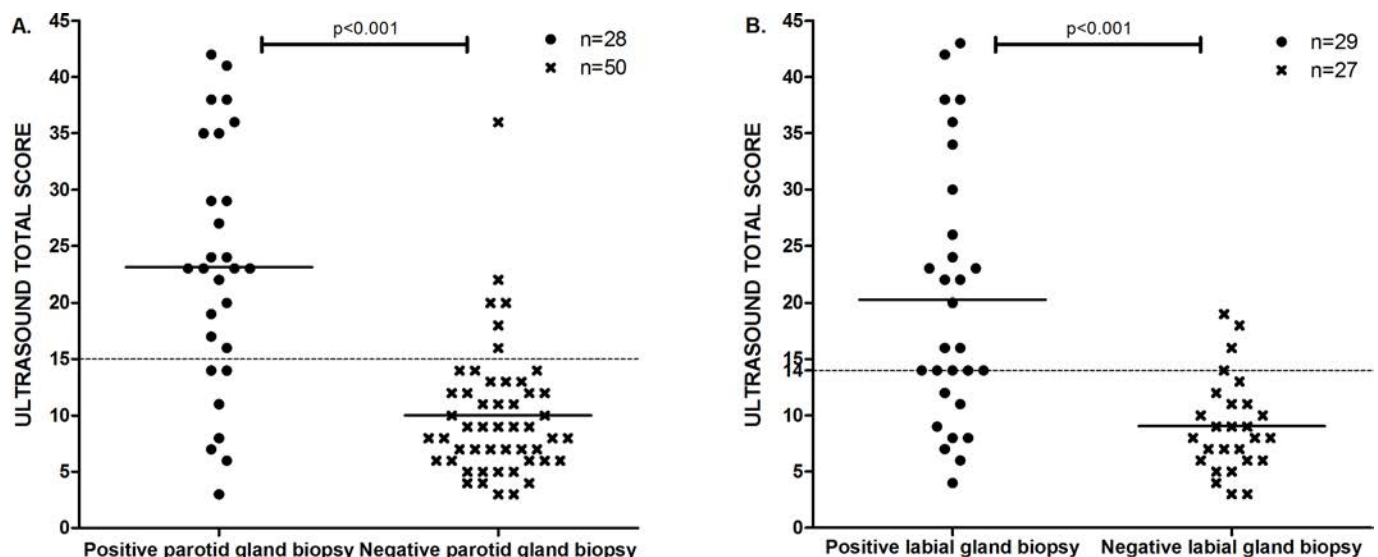 A.
p<0.001
n=28
n=50
ULTRASOUND TOTAL SCORE
45
40
35
30
25
20
15
10
5
0
Positive parotid gland biopsy Negative parotid gland biopsy
B.
p<0.001
n=29
n=27
ULTRASOUND TOTAL SCORE
45
40
35
30
25
20
15
14
10
5
0
Positive labial gland biopsy Negative labial gland biopsy